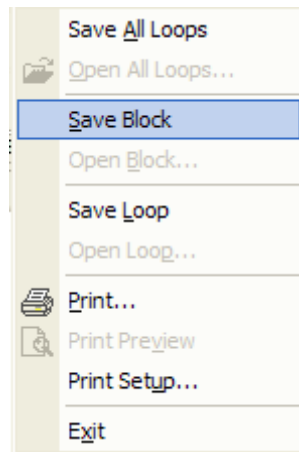 Save All Loops
Open All Loops...
Save Block
Open Block...
Save Loop
Open Loop...
Print...
Print Preview
Print Setup...
Exit